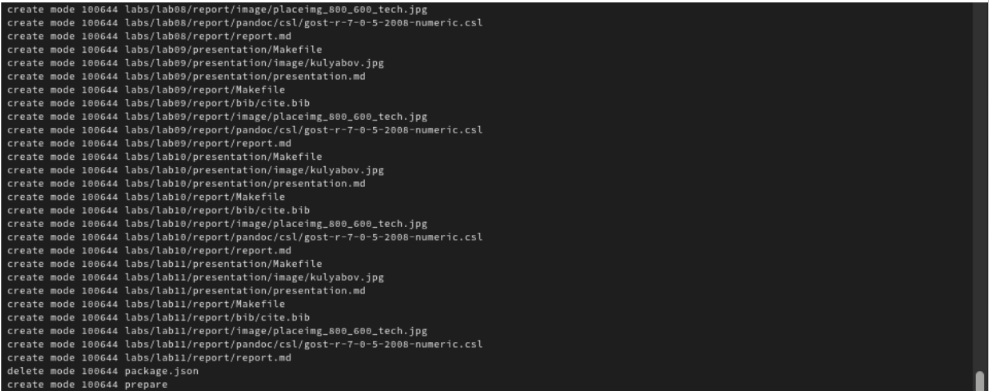 create mode 100644 labs/lab08/report/image/placeimg_800_600_tech.jpg
create mode 100644 labs/lab08/report/pandoc/csl/gost-r-7-0-5-2008-numeric.csl
create mode 100644 labs/lab08/report/report.md
create mode 100644 labs/lab09/presentation/Makefile
create mode 100644 labs/lab09/presentation/image/kulyabov.jpg
create mode 100644 labs/lab09/presentation/presentation.md
create mode 100644 labs/lab09/report/Makefile
create mode 100644 labs/lab09/report/bib/cite.bib
create mode 100644 labs/lab09/report/image/placeimg_800_600_tech.jpg
create mode 100644 labs/lab09/report/pandoc/csl/gost-r-7-0-5-2008-numeric.csl
create mode 100644 labs/lab09/report/report.md
create mode 100644 labs/lab10/presentation/Makefile
create mode 100644 labs/lab10/presentation/image/kulyabov.jpg
create mode 100644 labs/lab10/presentation/presentation.md
create mode 100644 labs/lab10/report/Makefile
create mode 100644 labs/lab10/report/bib/cite.bib
create mode 100644 labs/lab10/report/image/placeimg_800_600_tech.jpg
create mode 100644 labs/lab10/report/pandoc/csl/gost-r-7-0-5-2008-numeric.csl
create mode 100644 labs/lab10/report/report.md
create mode 100644 labs/lab11/presentation/Makefile
create mode 100644 labs/lab11/presentation/image/kulyabov.jpg
create mode 100644 labs/lab11/presentation/presentation.md
create mode 100644 labs/lab11/report/Makefile
create mode 100644 labs/lab11/report/bib/cite.bib
create mode 100644 labs/lab11/report/image/placeimg_800_600_tech.jpg
create mode 100644 labs/lab11/report/pandoc/csl/gost-r-7-0-5-2008-numeric.csl
create mode 100644 labs/lab11/report/report.md
delete mode 100644 package.json
create mode 100644 prepare